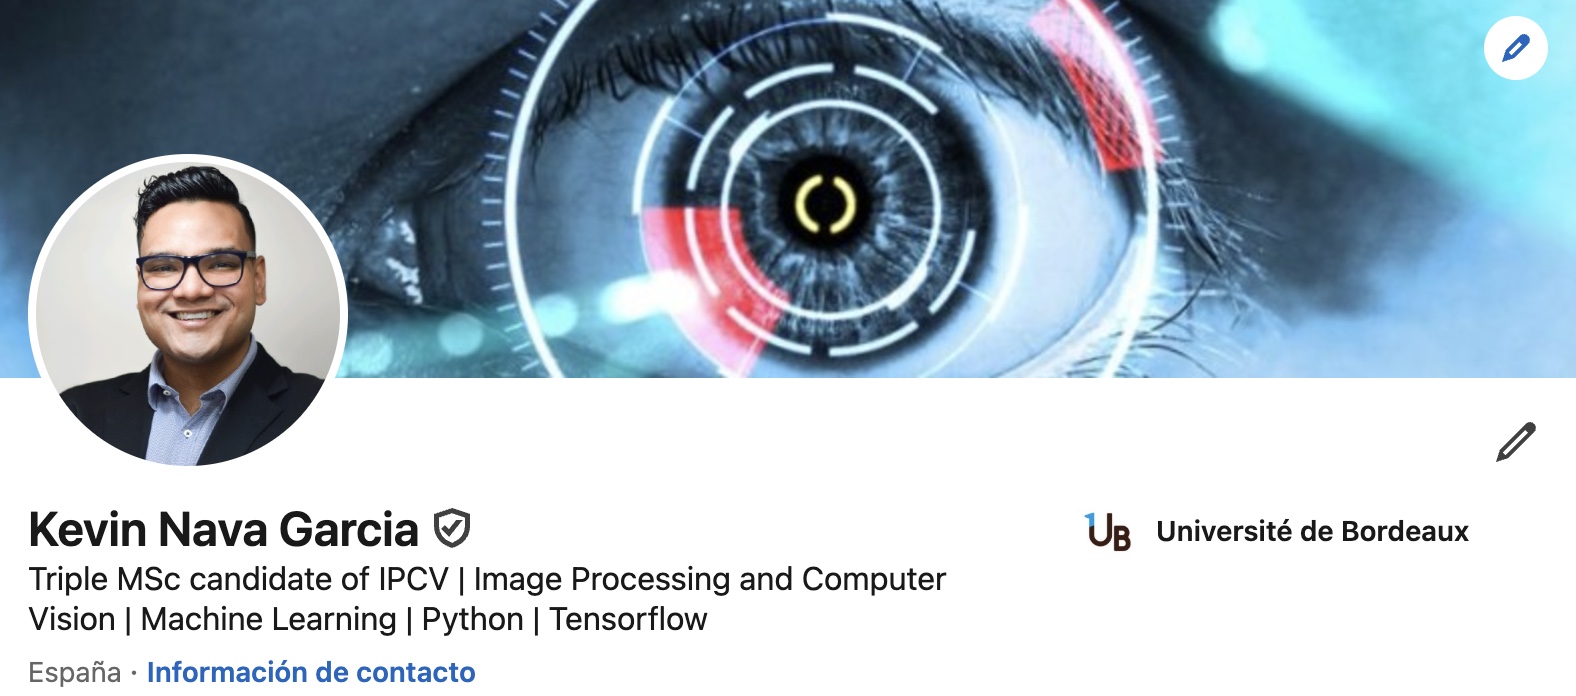 Kevin Nava Garcia
UB Université de Bordeaux
Triple MSc candidate of IPCV | Image Processing and Computer
Vision | Machine Learning | Python | Tensorflow
España · Información de contacto